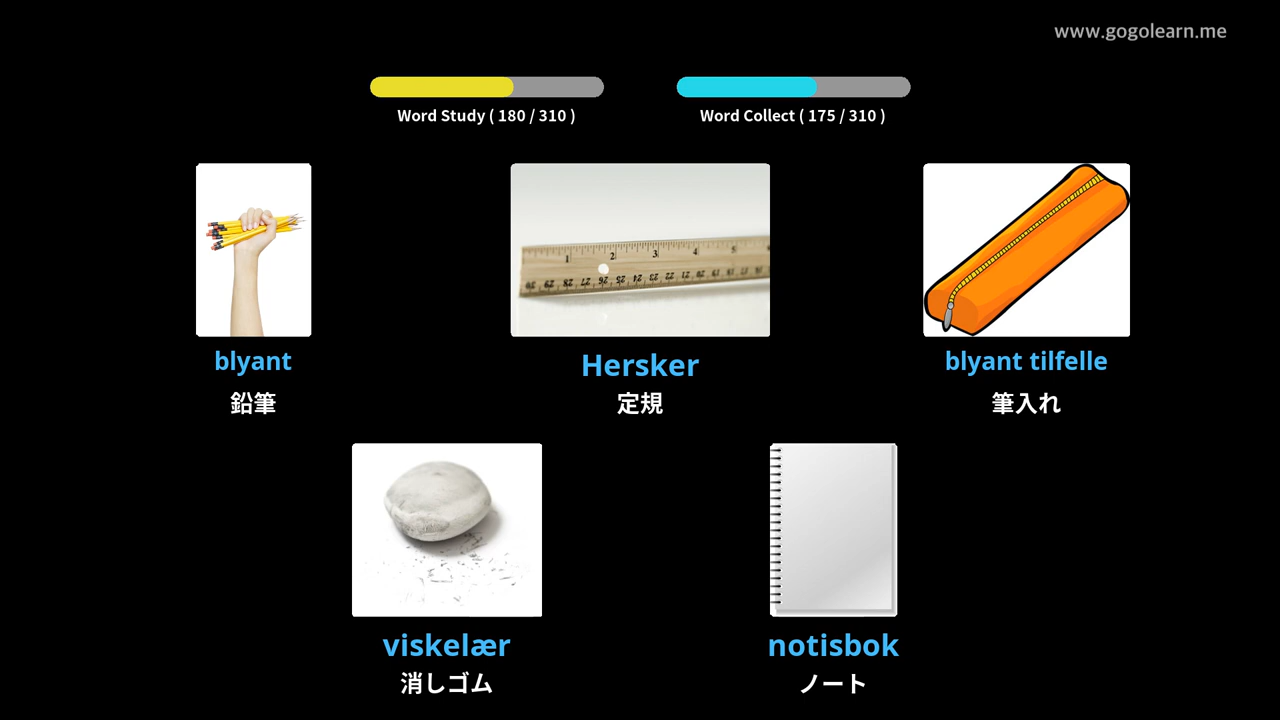 www.gogolearn.me
Word Study ( 180 / 310 )
Word Collect ( 175 / 310 )
blyant
鉛筆
Hersker
定規
blyant tilfelle
筆入れ
viskelær
消しゴム
notisbok
ノート